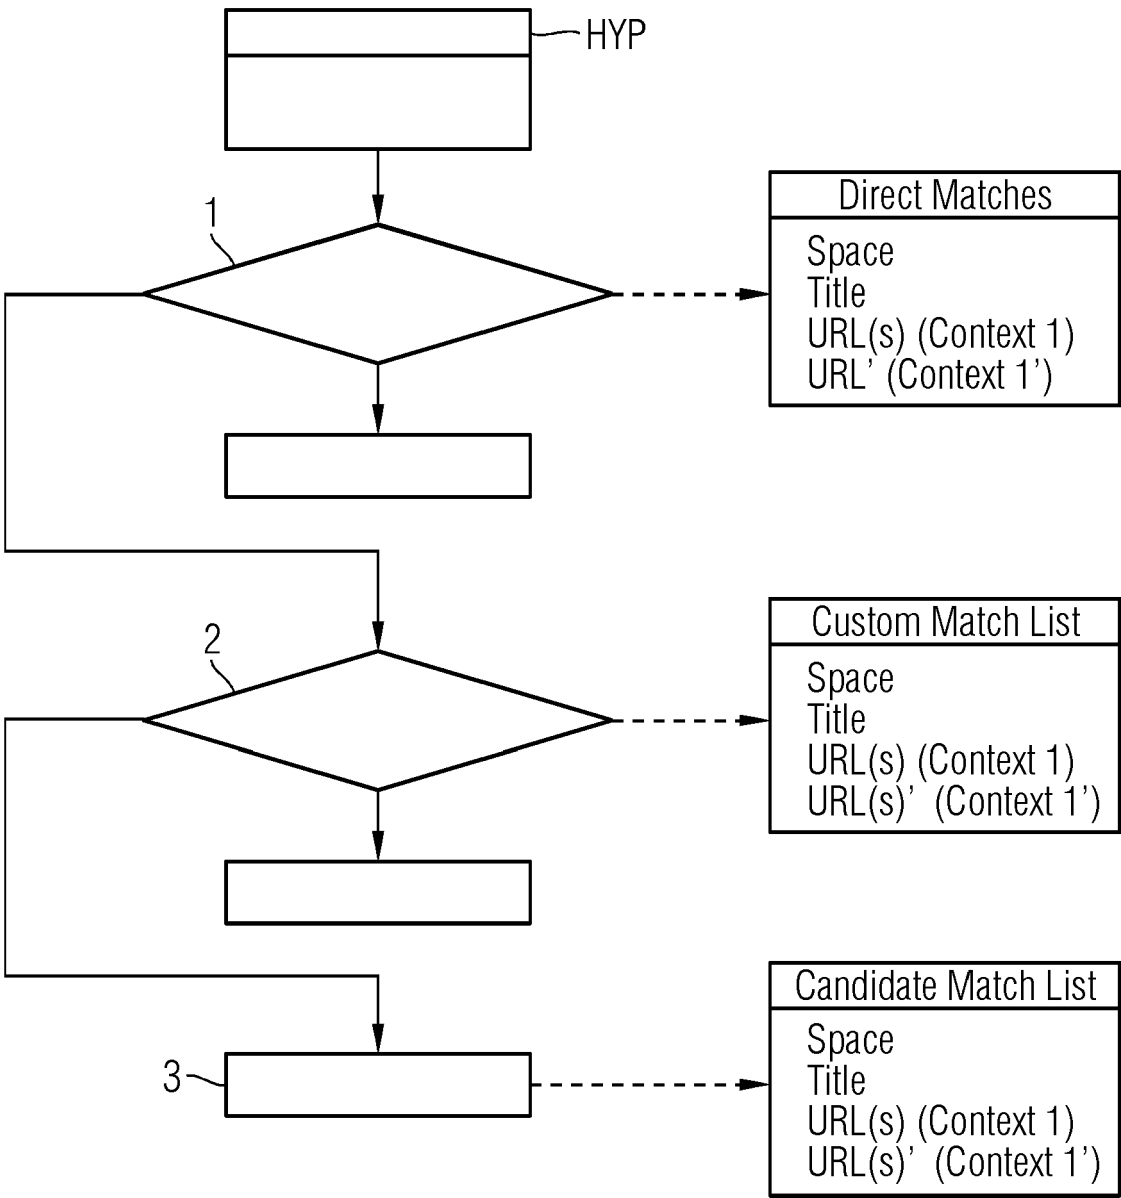 HYP
1
Direct Matches
Space
Title
URL(s) (Context 1)
URL' (Context 1')
2
Custom Match List
Space
Title
URL(s) (Context 1)
URL(s)' (Context 1')
3
Candidate Match List
Space
Title
URL(s) (Context 1)
URL(s)' (Context 1')